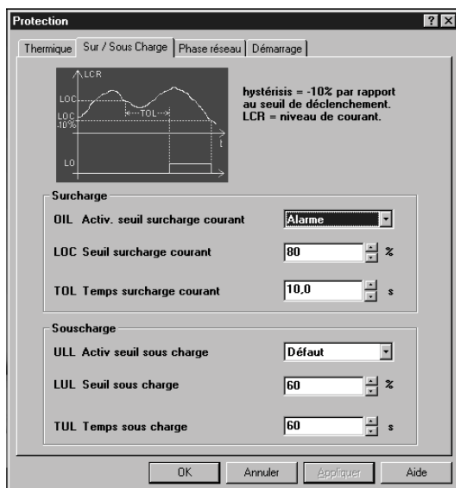 Protection
Thermique Sur / Sous Charge Phase réseau Démarrage
LCR
LOC
LOC
-10%
TOL
t
LO
hystérisis = -10% par rapport
au seuil de déclenchement.
LCR = niveau de courant.
Surcharge
OIL Activ. seuil surcharge courant Alarme
LOC Seuil surcharge courant 80 %
TOL Temps surcharge courant 10,0 s
Souscharge
ULL Activ seuil sous charge Défaut
LUL Seuil sous charge 60 %
TUL Temps sous charge 60 s
OK Annuler Appliquer Aide